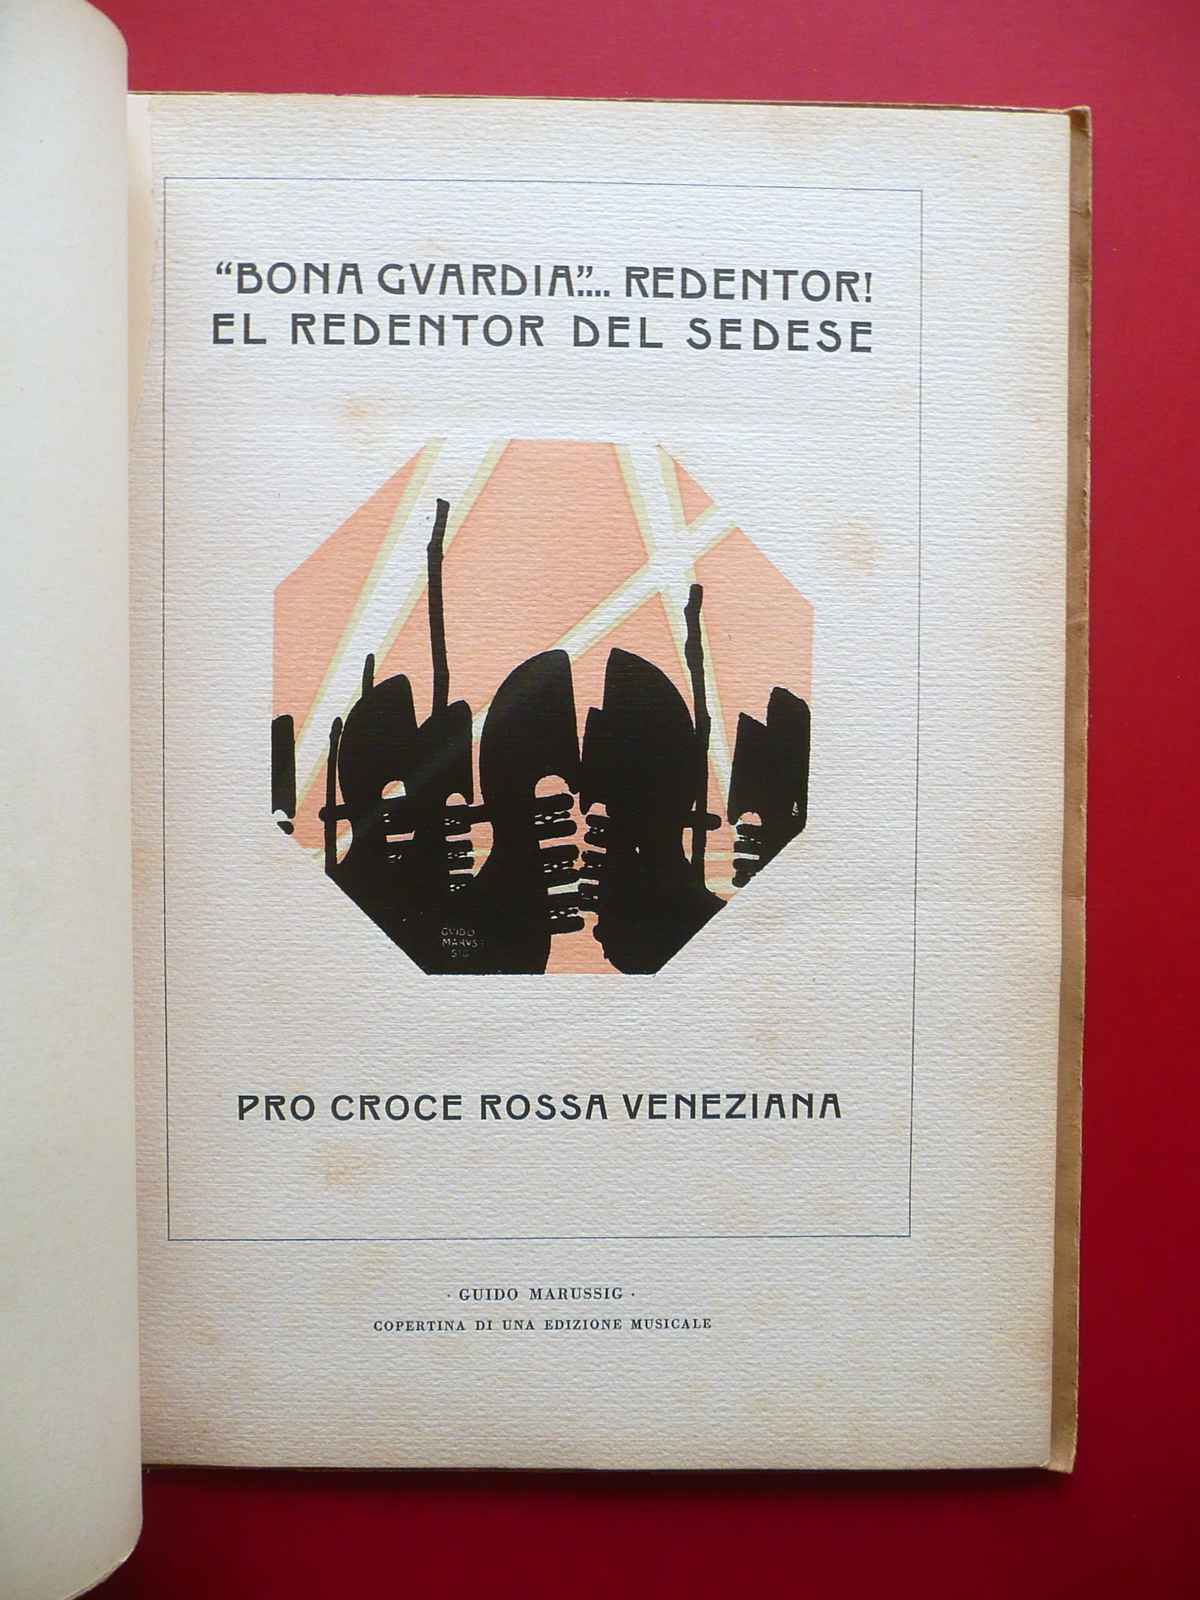 “BONA GVARDIA”.... REDENTOR!
EL REDENTOR DEL SEDESE
GUIDO
MARVS
SIG
PRO CROCE ROSSA VENEZIANA
· GUIDO MARUSSIG ·
COPERTINA DI UNA EDIZIONE MUSICALE